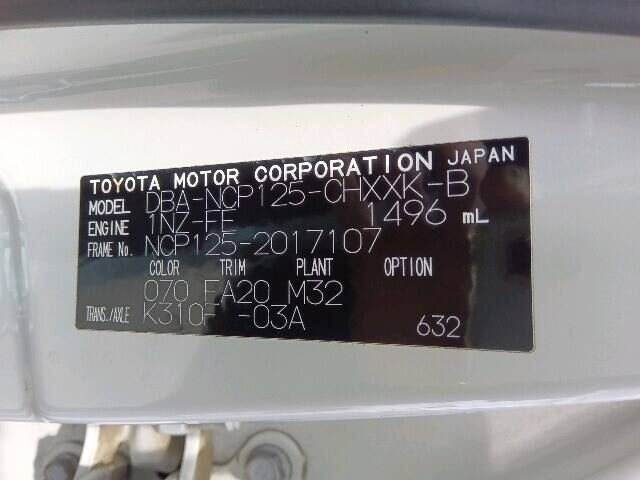 TOYOTA MOTOR CORPORATION JAPAN
MODEL DBA-NCP125-CHXXK-B
ENGINE 1NZ-FE 1496 mL
FRAME No. NCP125-2017107
COLOR TRIM PLANT OPTION
070 FA20 M32
TRANS./AXLE K310F -03A
632